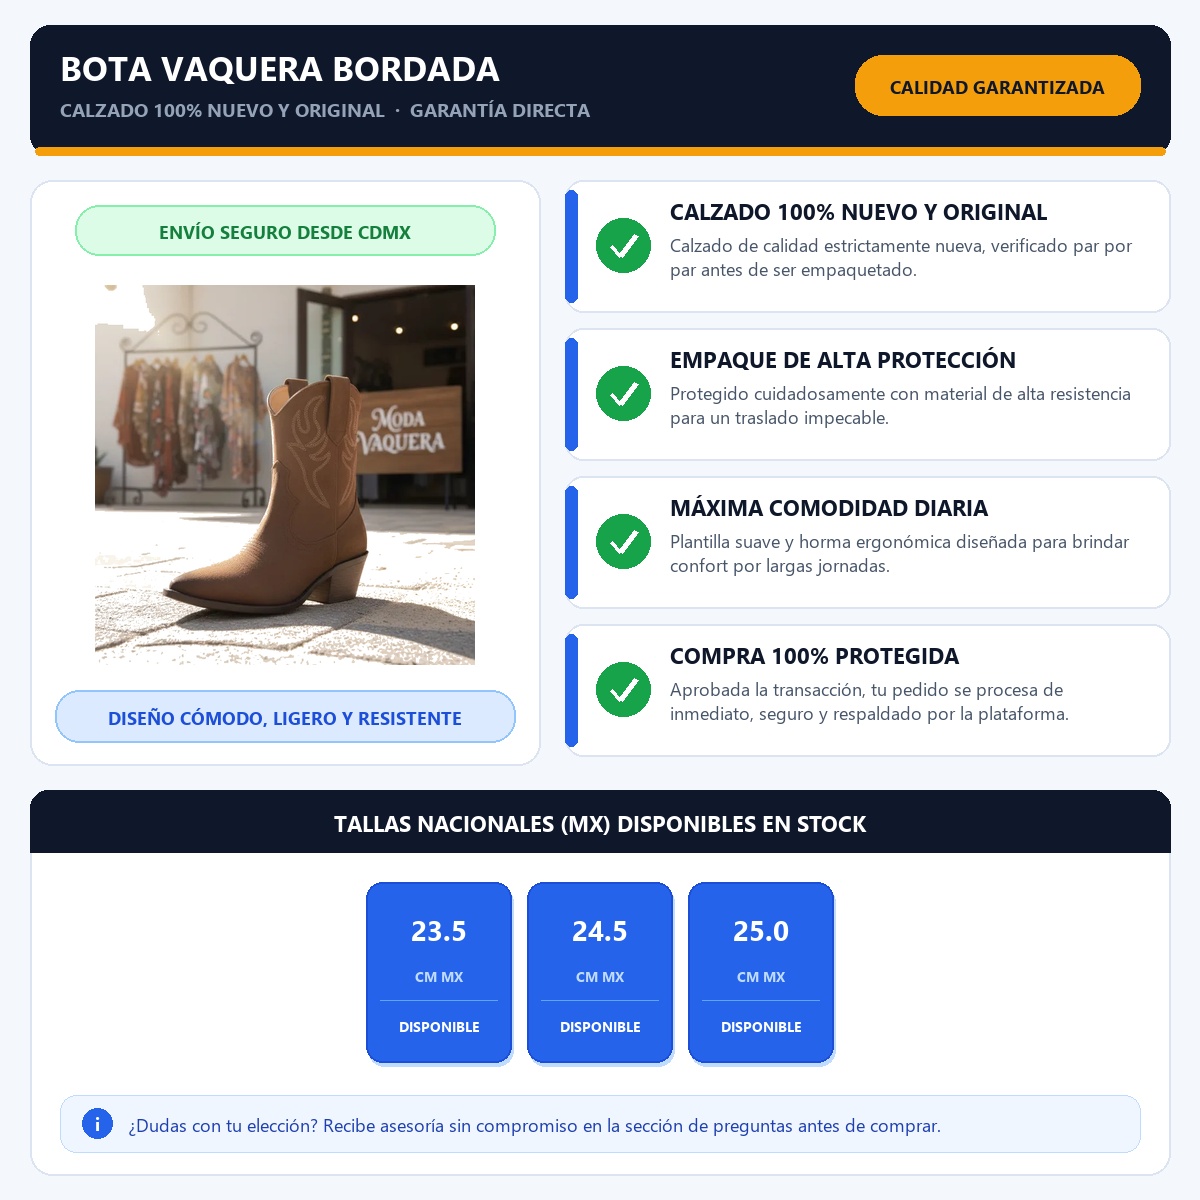 BOTA VAQUERA BORDADA
CALZADO 100% NUEVO Y ORIGINAL · GARANTÍA DIRECTA
CALIDAD GARANTIZADA
ENVÍO SEGURO DESDE CDMX
MODA
VAQUERA
DISEÑO CÓMODO, LIGERO Y RESISTENTE
CALZADO 100% NUEVO Y ORIGINAL
Calzado de calidad estrictamente nueva, verificado par por
par antes de ser empaquetado.
EMPAQUE DE ALTA PROTECCIÓN
Protegido cuidadosamente con material de alta resistencia
para un traslado impecable.
MÁXIMA COMODIDAD DIARIA
Plantilla suave y horma ergonómica diseñada para brindar
confort por largas jornadas.
COMPRA 100% PROTEGIDA
Aprobada la transacción, tu pedido se procesa de
inmediato, seguro y respaldado por la plataforma.
TALLAS NACIONALES (MX) DISPONIBLES EN STOCK
23.5
CM MX
DISPONIBLE
24.5
CM MX
DISPONIBLE
25.0
CM MX
DISPONIBLE
¿Dudas con tu elección? Recibe asesoría sin compromiso en la sección de preguntas antes de comprar.